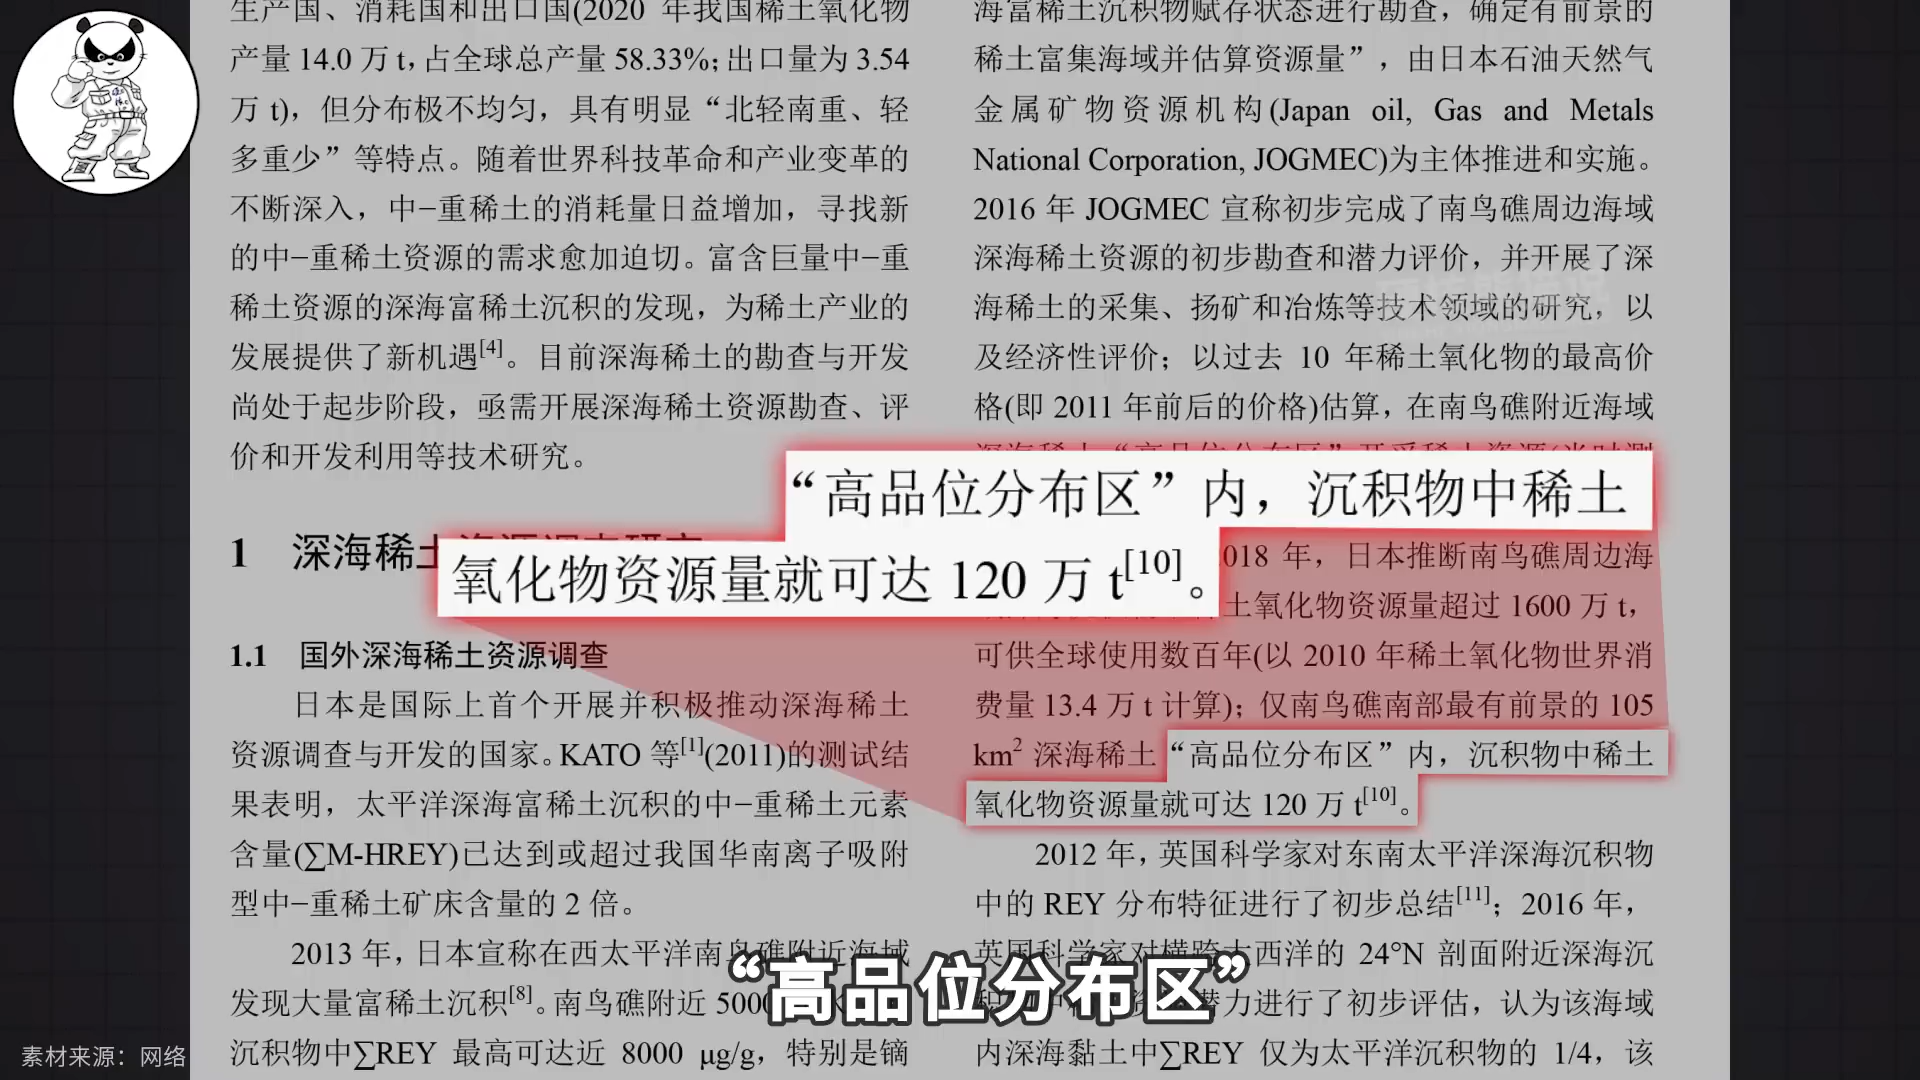 生产国、消耗国和出口国(2020 年我国稀土氧化物
产量 14.0 万 t, 占全球总产量 58.33%; 出口量为 3.54
万 t)，但分布极不均匀，具有明显“北轻南重、轻
多重少”等特点。随着世界科技革命和产业变革的
不断深入，中−重稀土的消耗量日益增加，寻找新
的中−重稀土资源的需求愈加迫切。富含巨量中−重
稀土资源的深海富稀土沉积的发现，为稀土产业的
发展提供了新机遇[4]。目前深海稀土的勘查与开发
尚处于起步阶段，亟需开展深海稀土资源勘查、评
价和开发利用等技术研究。
1 深海稀土
1.1 国外深海稀土资源调查
日本是国际上首个开展并积极推动深海稀土
资源调查与开发的国家。KATO 等[1](2011)的测试结
果表明，太平洋深海富稀土沉积的中−重稀土元素
含量(∑M-HREY)已达到或超过我国华南离子吸附
型中−重稀土矿床含量的 2 倍。
2013 年，日本宣称在西太平洋南鸟礁附近海域
发现大量富稀土沉积[8]。南鸟礁附近 5000
沉积物中∑REY 最高可达近 8000 μg/g，特别是镝
海富稀土沉积物赋存状态进行勘查，确定有前景的
稀土富集海域并估算资源量”，由日本石油天然气
金属矿物资源机构(Japan oil, Gas and Metals
National Corporation, JOGMEC)为主体推进和实施。
2016 年 JOGMEC 宣称初步完成了南鸟礁周边海域
深海稀土资源的初步勘查和潜力评价，并开展了深
海稀土的采集、扬矿和冶炼等技术领域的研究，以
及经济性评价；以过去 10 年稀土氧化物的最高价
格(即 2011 年前后的价格)估算，在南鸟礁附近海域
“高品位分布区”内，沉积物中稀土
氧化物资源量就可达 120 万 t[10]。
018 年，日本推断南鸟礁周边海
土氧化物资源量超过 1600 万 t，
可供全球使用数百年(以 2010 年稀土氧化物世界消
费量 13.4 万 t 计算)；仅南鸟礁南部最有前景的 105
km2 深海稀土“高品位分布区”内，沉积物中稀土
氧化物资源量就可达 120 万 t[10]。
2012 年，英国科学家对东南太平洋深海沉积物
中的 REY 分布特征进行了初步总结[11]；2016 年，
英国科学家对横跨大西洋的 24°N 剖面附近深海沉
潜力进行了初步评估，认为该海域
内深海黏土中∑REY 仅为太平洋沉积物的 1/4，该
“高品位分布区”
素材来源：网络